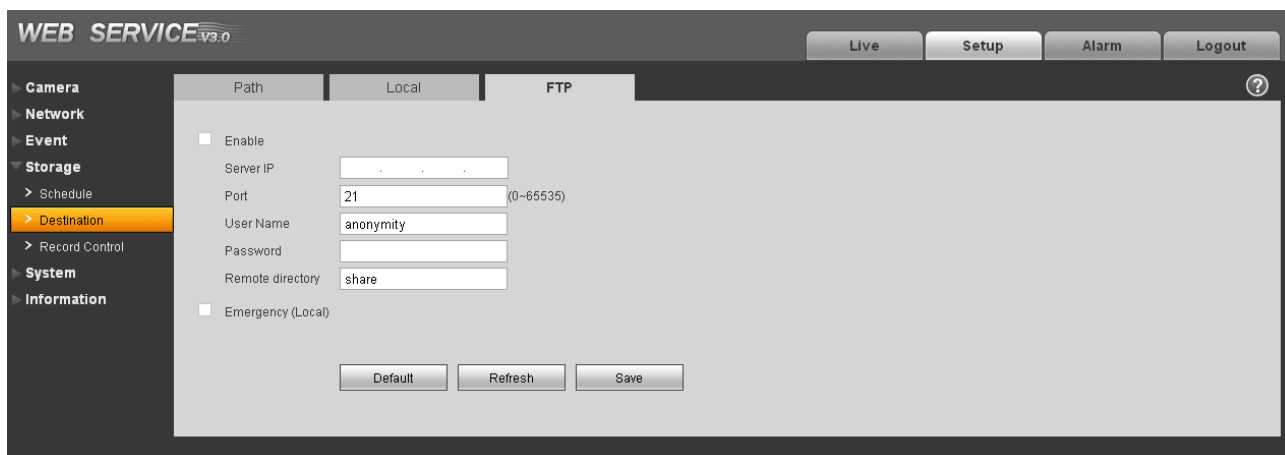 WEB SERVICE V3.0
Live Setup Alarm Logout
Camera
Network
Event
Storage
> Schedule
> Destination
> Record Control
System
Information
Path Local FTP ?
Enable
Server IP . . .
Port 21 (0~65535)
User Name anonymity
Password
Remote directory share
Emergency (Local)
Default Refresh Save